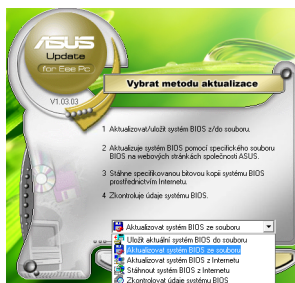 ASUS
Update
for Eee Pc
V1.03.03
Vybrat metodu aktualizace
1 Aktualizovat/uložit systém BIOS z/do souboru.
2 Aktualizuje systém BIOS pomocí specifického souboru
BIOS na webových stránkách společnosti ASUS.
3 Stáhne specifikovanou bitovou kopii systému BIOS
prostřednictvím Internetu.
4 Zkontroluje údaje systému BIOS.
Aktualizovat systém BIOS ze souboru
Uložit aktuální systém BIOS do souboru
Aktualizovat systém BIOS ze souboru
Aktualizovat systém BIOS z Internetu
Stáhnout systém BIOS z Internetu
Zkontrolovat údaje systému BIOS